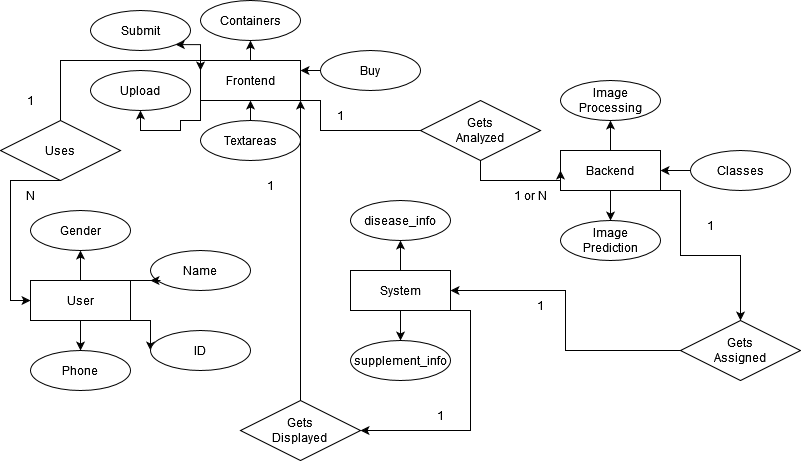 Containers
Submit
Frontend
Buy
Upload
1
1
Textareas
Uses
Gets
Analyzed
Image
Processing
Backend
Classes
1
N
1 or N
disease_info
Gender
Image
Prediction
1
Name
User
System
1
ID
Gets
Assigned
Phone
supplement_info
1
Gets
Displayed